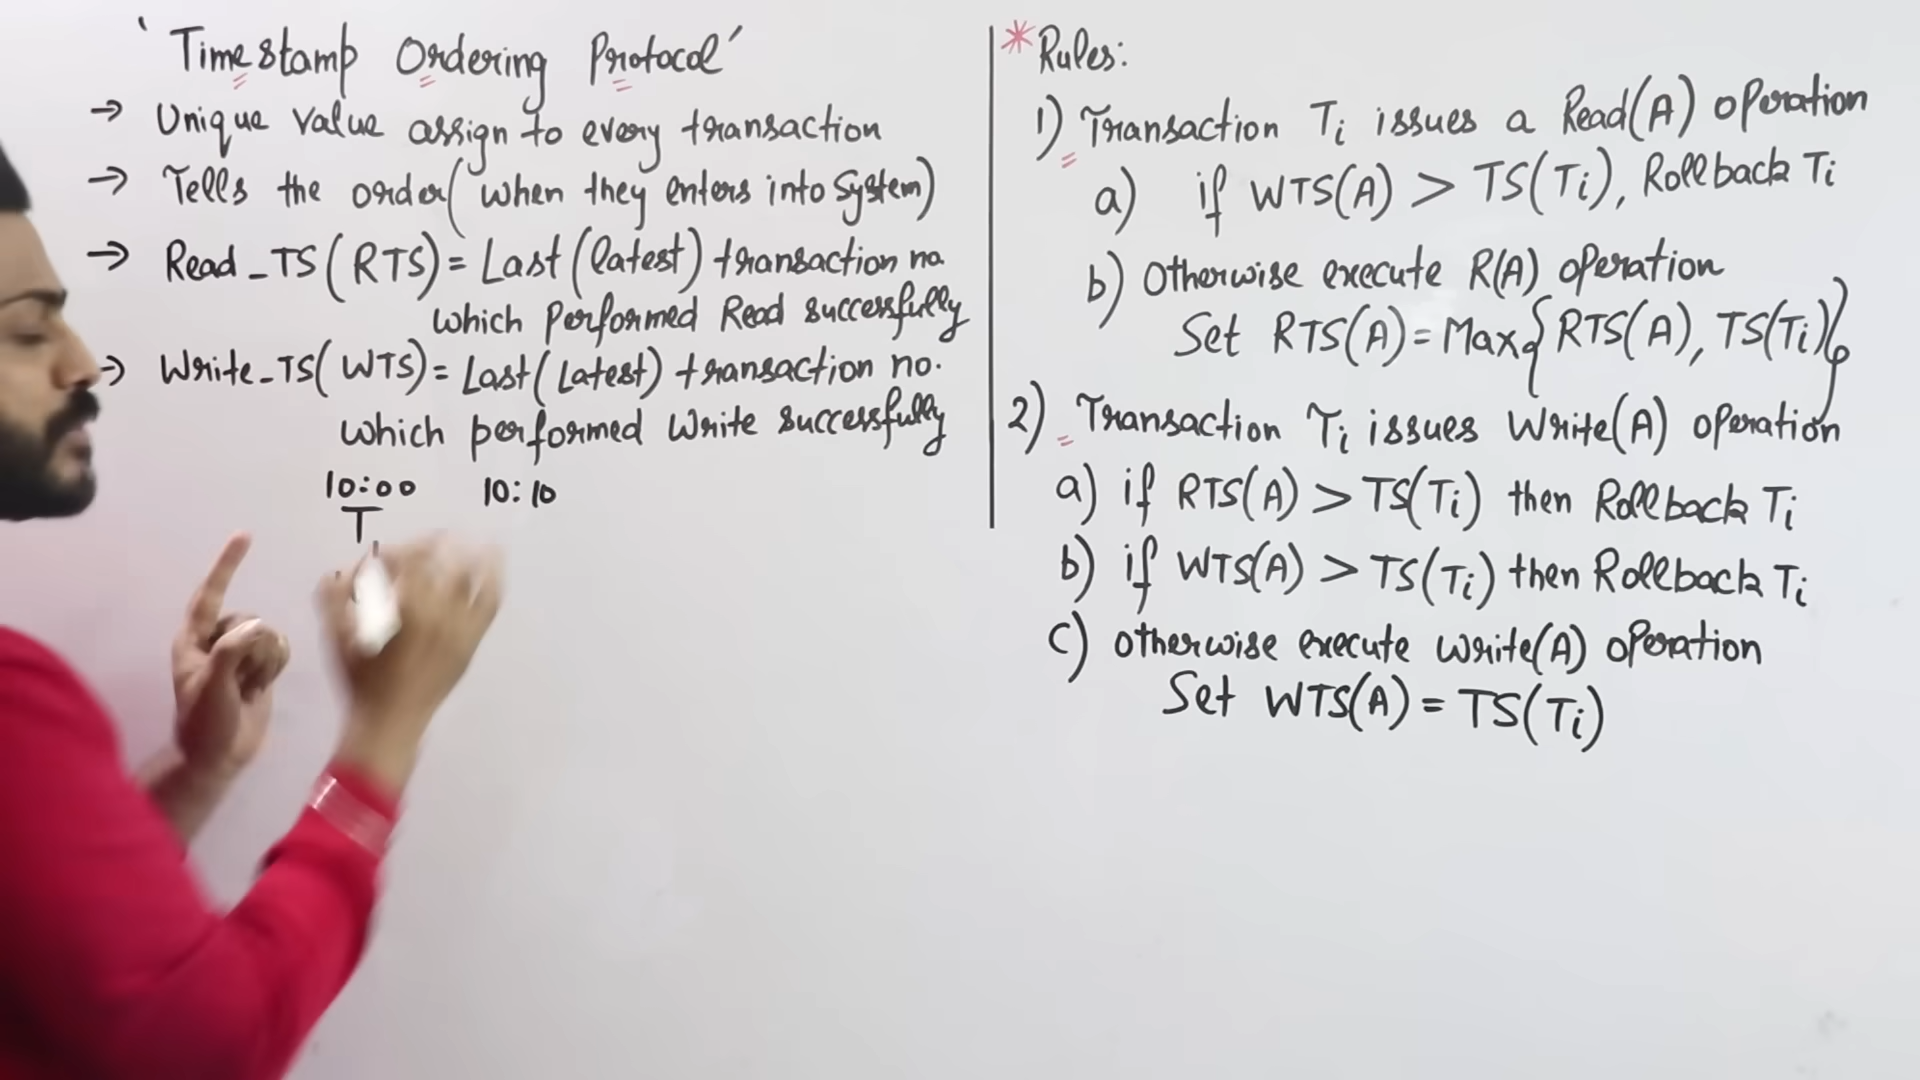 'Timestamp Ordering Protocol'
→ Unique value assign to every transaction
→ Tells the order (when they enters into System)
→ Read_TS (RTS) = Last (latest) transaction no.
which performed Read successfully
→ Write_TS (WTS) = Last (Latest) transaction no.
which performed Write successfully
10:00 10:10
T
* Rules:
1) Transaction Ti issues a Read(A) operation
a) if WTS(A) > TS(Ti), Rollback Ti
b) Otherwise execute R(A) operation
Set RTS(A) = Max{RTS(A), TS(Ti)}
2) Transaction Ti issues Write(A) operation
a) if RTS(A) > TS(Ti) then Rollback Ti
b) if WTS(A) > TS(Ti) then Rollback Ti
c) otherwise execute Write(A) operation
Set WTS(A) = TS(Ti)